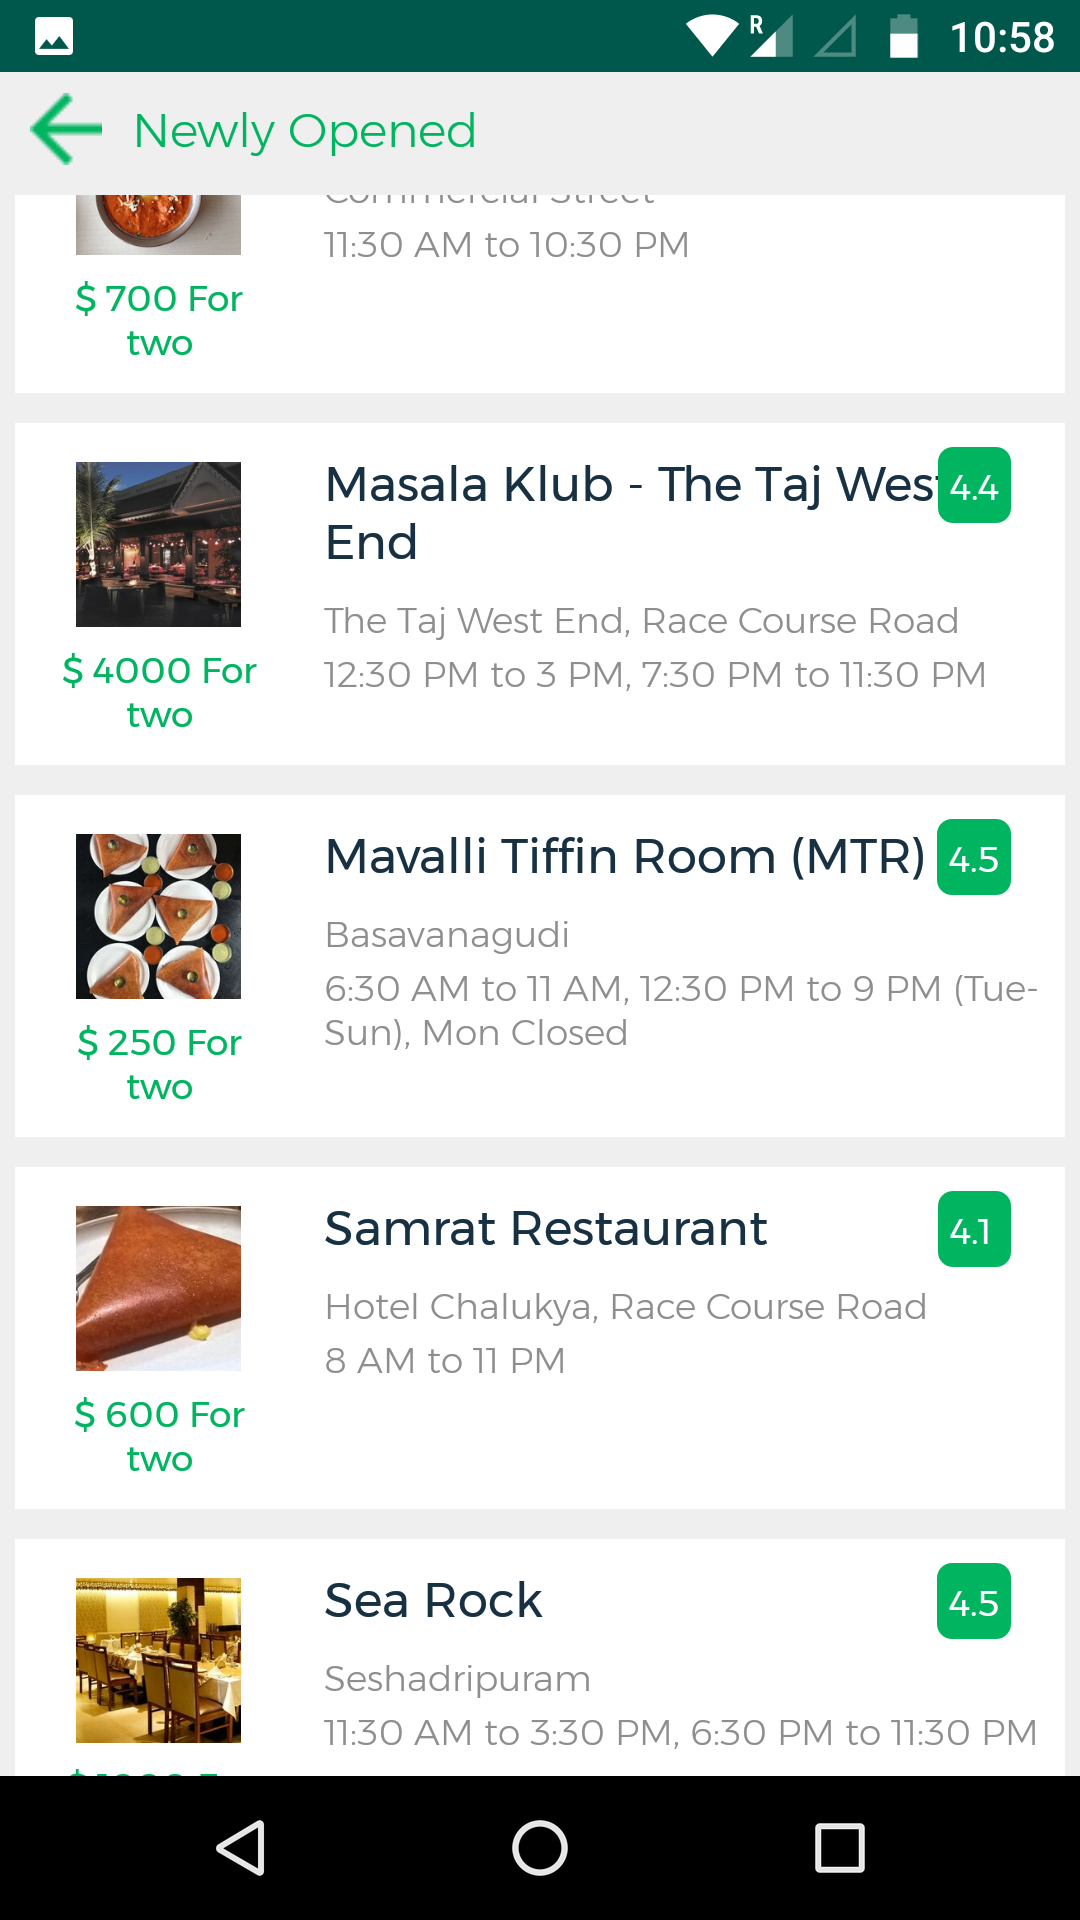 R 10:58
Newly Opened
Commercial Street
11:30 AM to 10:30 PM
$ 700 For
two
Masala Klub - The Taj West
End
4.4
The Taj West End, Race Course Road
12:30 PM to 3 PM, 7:30 PM to 11:30 PM
$ 4000 For
two
Mavalli Tiffin Room (MTR)
4.5
Basavanagudi
6:30 AM to 11 AM, 12:30 PM to 9 PM (Tue-
Sun), Mon Closed
$ 250 For
two
Samrat Restaurant
4.1
Hotel Chalukya, Race Course Road
8 AM to 11 PM
$ 600 For
two
Sea Rock
4.5
Seshadripuram
11:30 AM to 3:30 PM, 6:30 PM to 11:30 PM